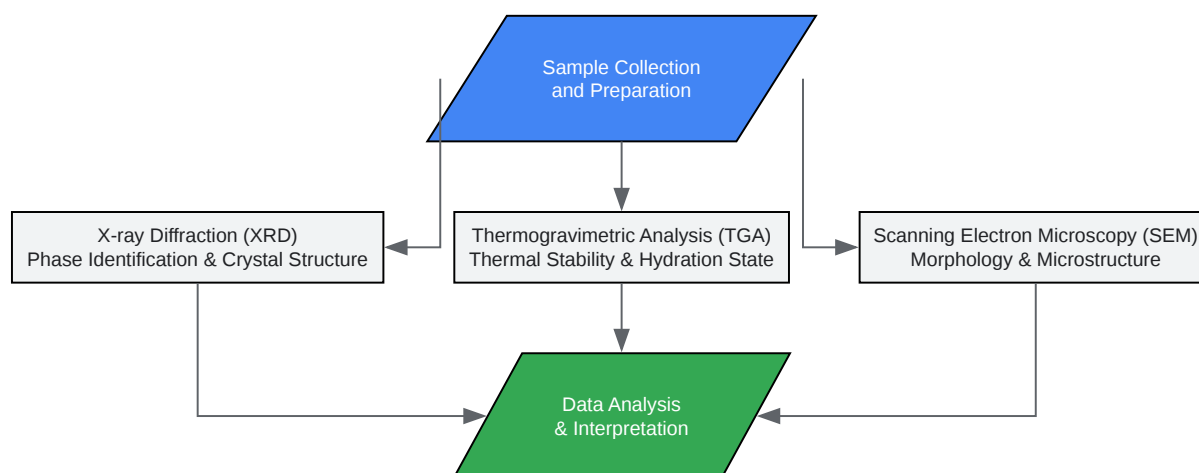 Sample Collection
and Preparation
X-ray Diffraction (XRD)
Phase Identification & Crystal Structure
Thermogravimetric Analysis (TGA)
Thermal Stability & Hydration State
Scanning Electron Microscopy (SEM)
Morphology & Microstructure
Data Analysis
& Interpretation